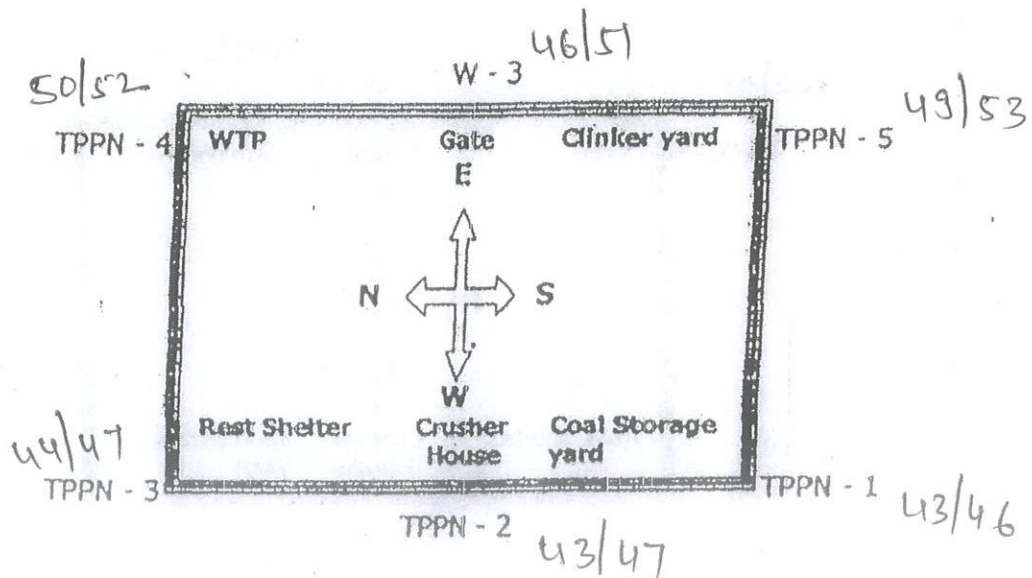 46/51
50/52
W - 3
49/53
TPPN - 4
WTP
Gate
Clinker yard
TPPN - 5
E
N
S
W
Rest Shelter
Crusher
House
Coal Storage
yard
44/47
TPPN - 3
TPPN - 1
43/46
TPPN - 2
43/47